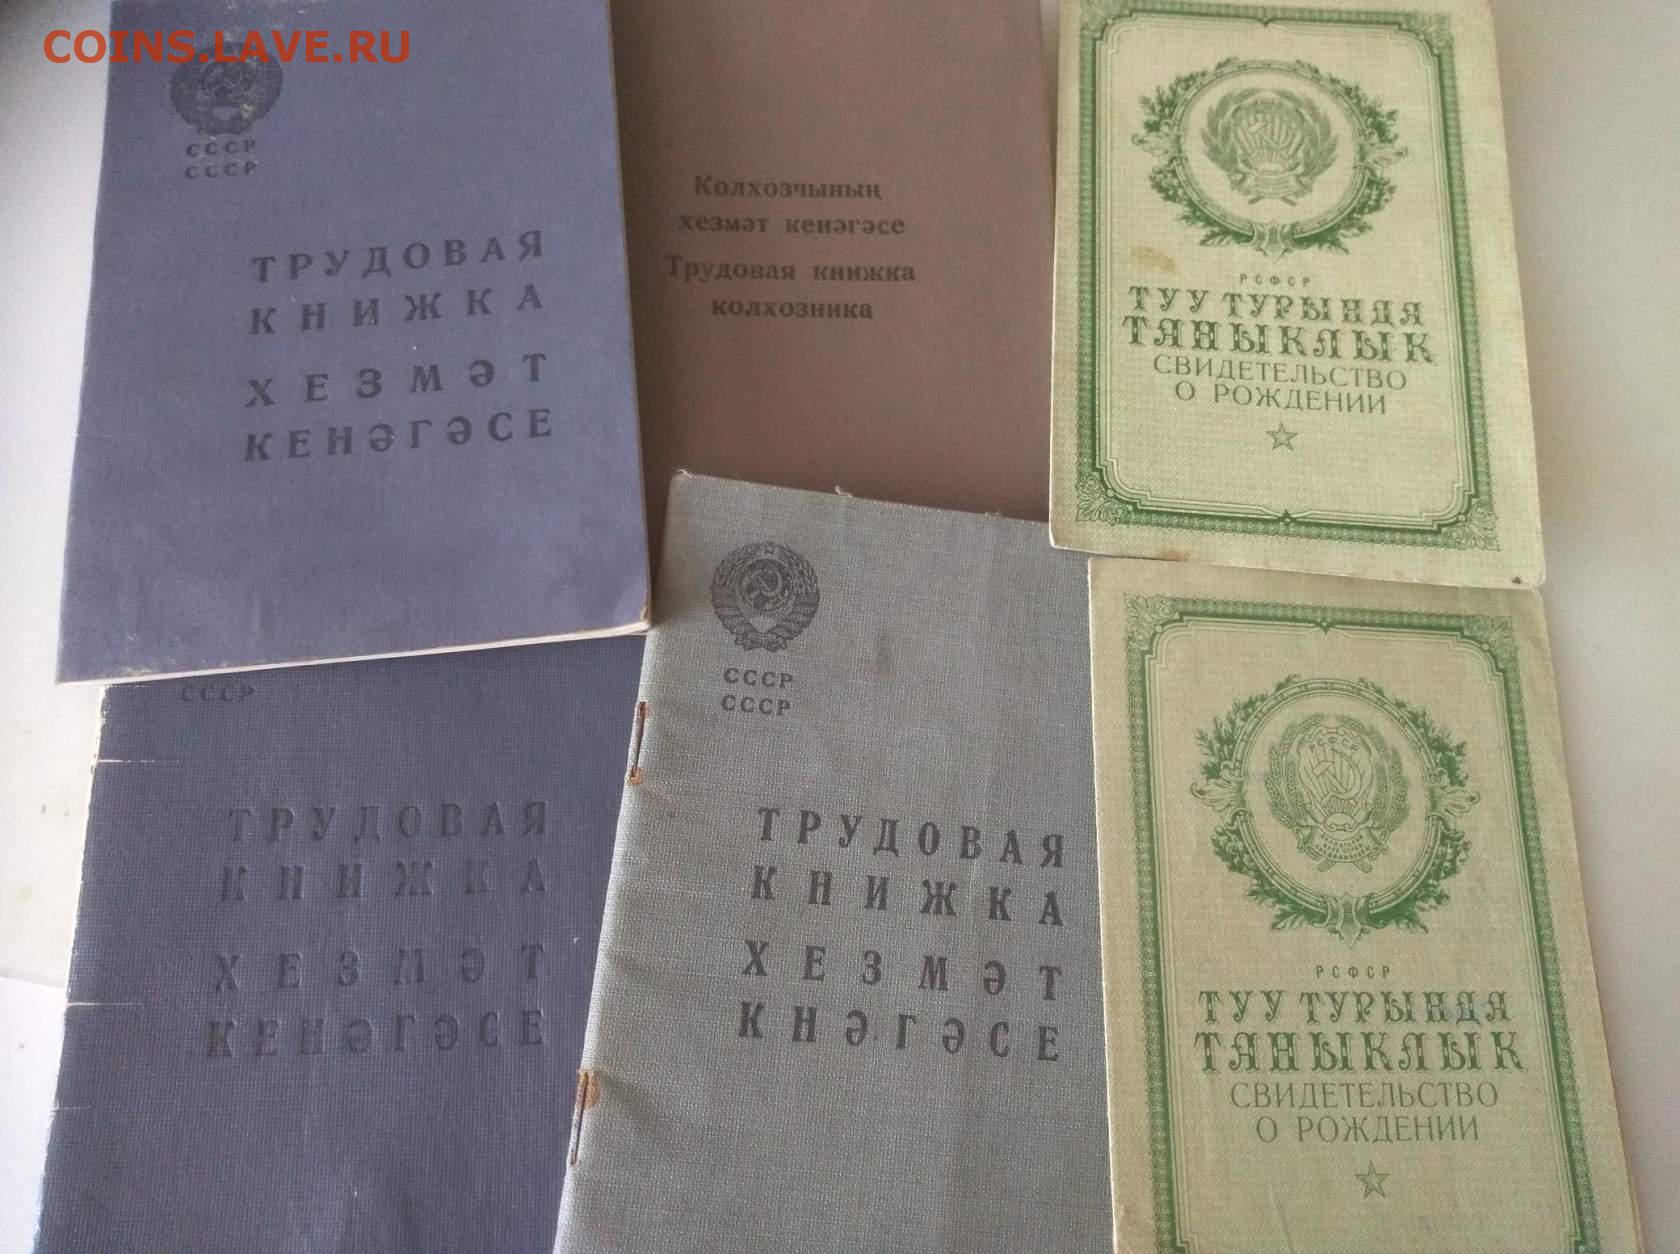 COINS.LAVE.RU
СССР
СССР
ТРУДОВАЯ
КНИЖКА
ХЕЗМӘТ
КЕНӘГӘСЕ
Колхозчының
хезмәт кенәгәсе
Трудовая книжка
колхозника
РСФСР
ТУУ ТУРЫНДА
ТАНЫКЛЫК
СВИДЕТЕЛЬСТВО
О РОЖДЕНИИ
СССР
ТРУДОВАЯ
КНИЖКА
ХЕЗМӘТ
КЕНӘГӘСЕ
СССР
СССР
ТРУДОВАЯ
КНИЖКА
ХЕЗМӘТ
КНӘГӘСЕ
РСФСР
РСФСР
ТУУ ТУРЫНДА
ТАНЫКЛЫК
СВИДЕТЕЛЬСТВО
О РОЖДЕНИИ